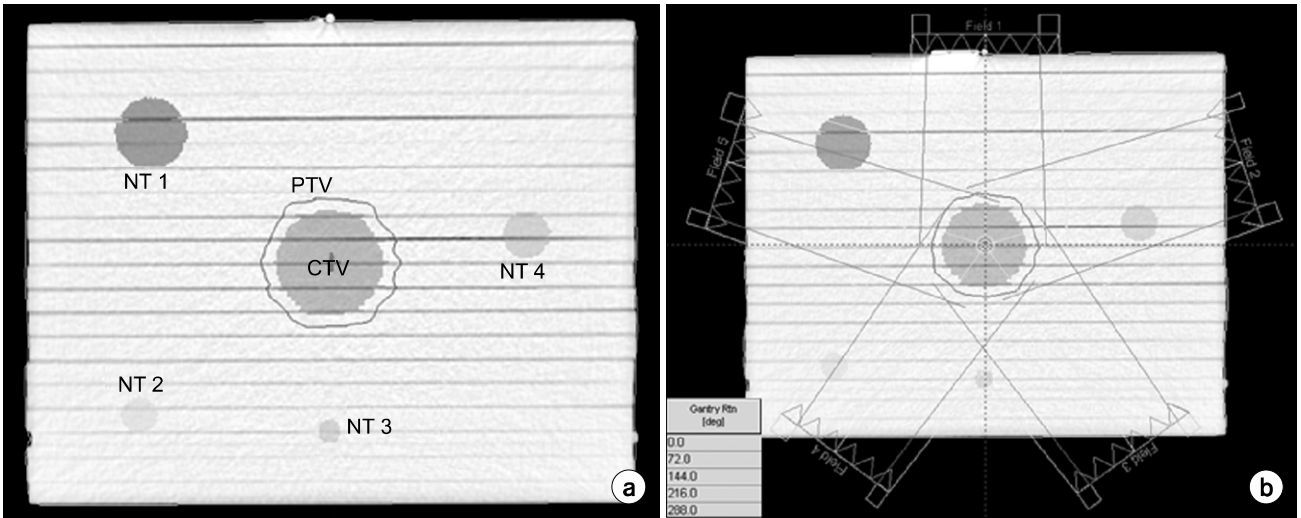 NT 1
PTV
CTV
NT 4
NT 2
NT 3
a
Field 1
Field 5
Field 2
Field 4
Field 3
Gantry Rtn
[deg]
0.0
72.0
144.0
216.0
288.0
b